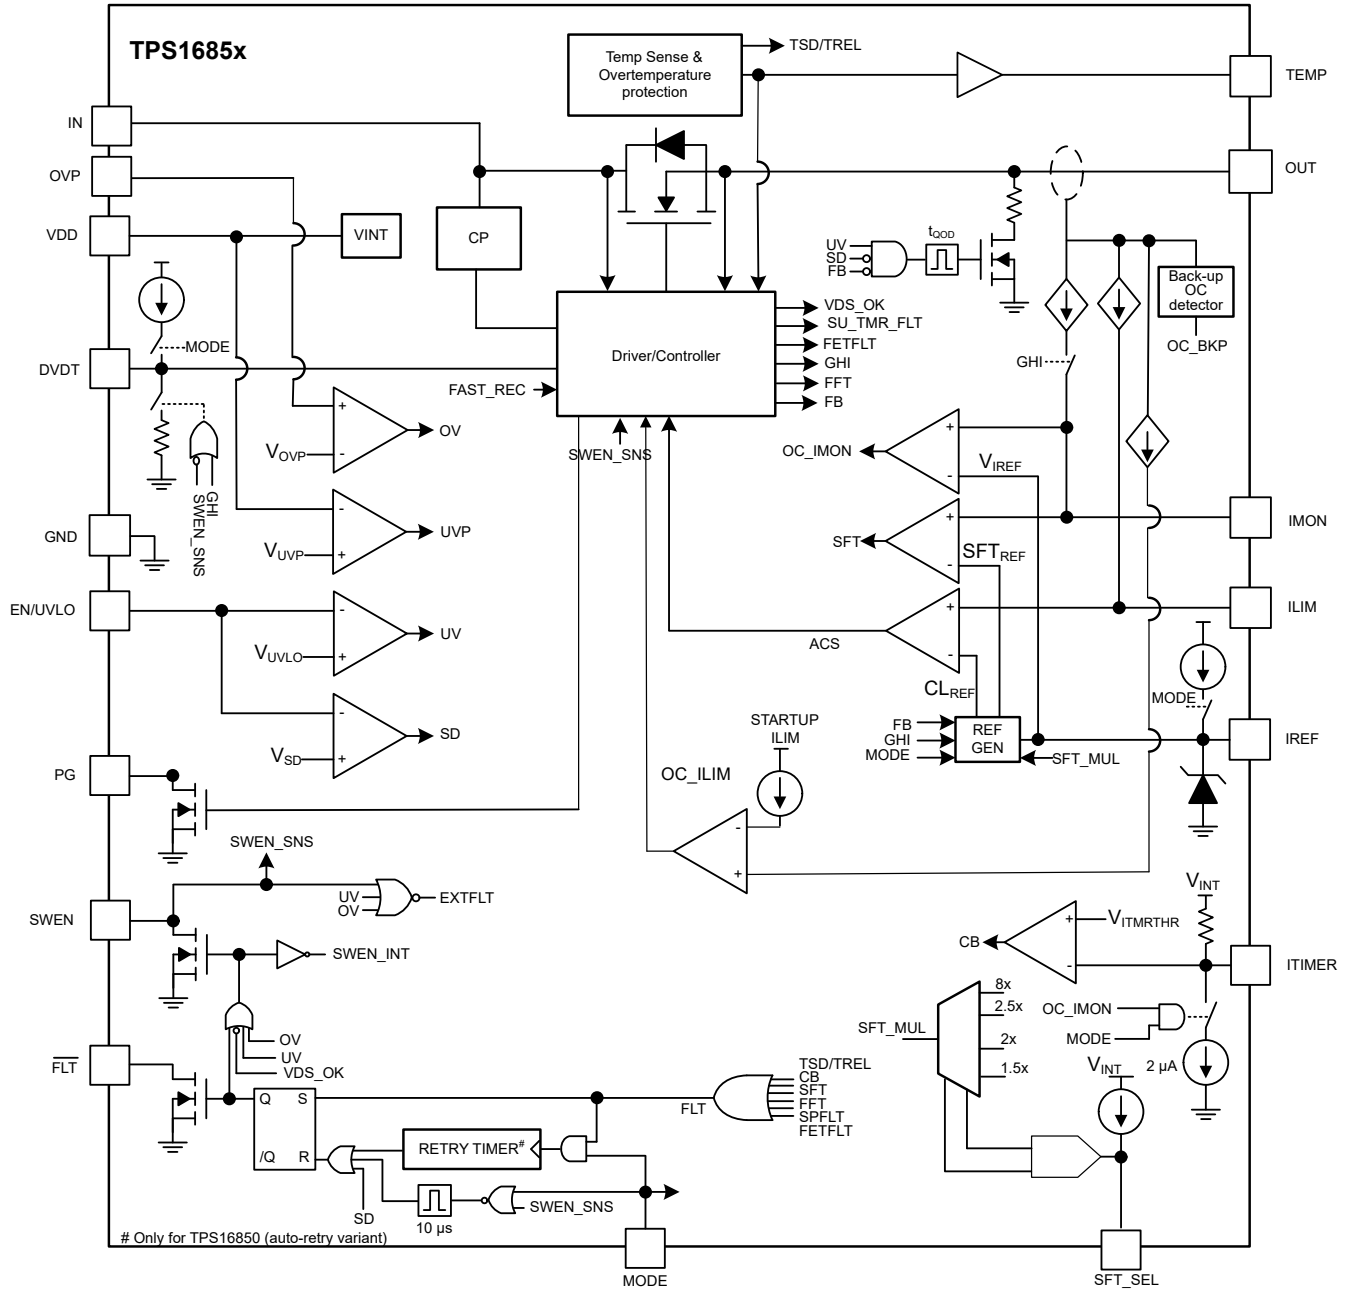 TPS1685x
Temp Sense &
Overtemperature
protection
TSD/TREL
TEMP
IN
OVP
OUT
VDD
VINT
CP
UV
SD
FB
tQOD
Back-up
OC
detector
OC_BKP
MODE
DVDT
Driver/Controller
VDS_OK
SU_TMR_FLT
FETFLT
GHI
FFT
FB
GHI
FAST_REC
SWEN_SNS
+
-
VOVP
OV
GHI
SWEN_SNS
OC_IMON
+
-
VIREF
GND
-
+
VUVP
UVP
SFT
+
-
SFTREF
IMON
EN/UVLO
-
+
VUVLO
UV
ACS
+
-
CLREF
ILIM
-
+
VSD
SD
MODE
FB
GHI
MODE
REF
GEN
SFT_MUL
IREF
PG
STARTUP
ILIM
OC_ILIM
-
+
SWEN_SNS
UV
OV
EXTFLT
SWEN
SWEN_INT
VINT
CB
+
-
VITMRTHR
ITIMER
OC_IMON
MODE
2 µA
SFT_MUL
8x
2.5x
2x
1.5x
VINT
OV
UV
VDS_OK
FLT
Q
S
/Q
R
FLT
TSD/TREL
CB
SFT
FFT
SPFLT
FETFLT
RETRY TIMER#
SD
10 µs
SWEN_SNS
# Only for TPS16850 (auto-retry variant)
MODE
SFT_SEL